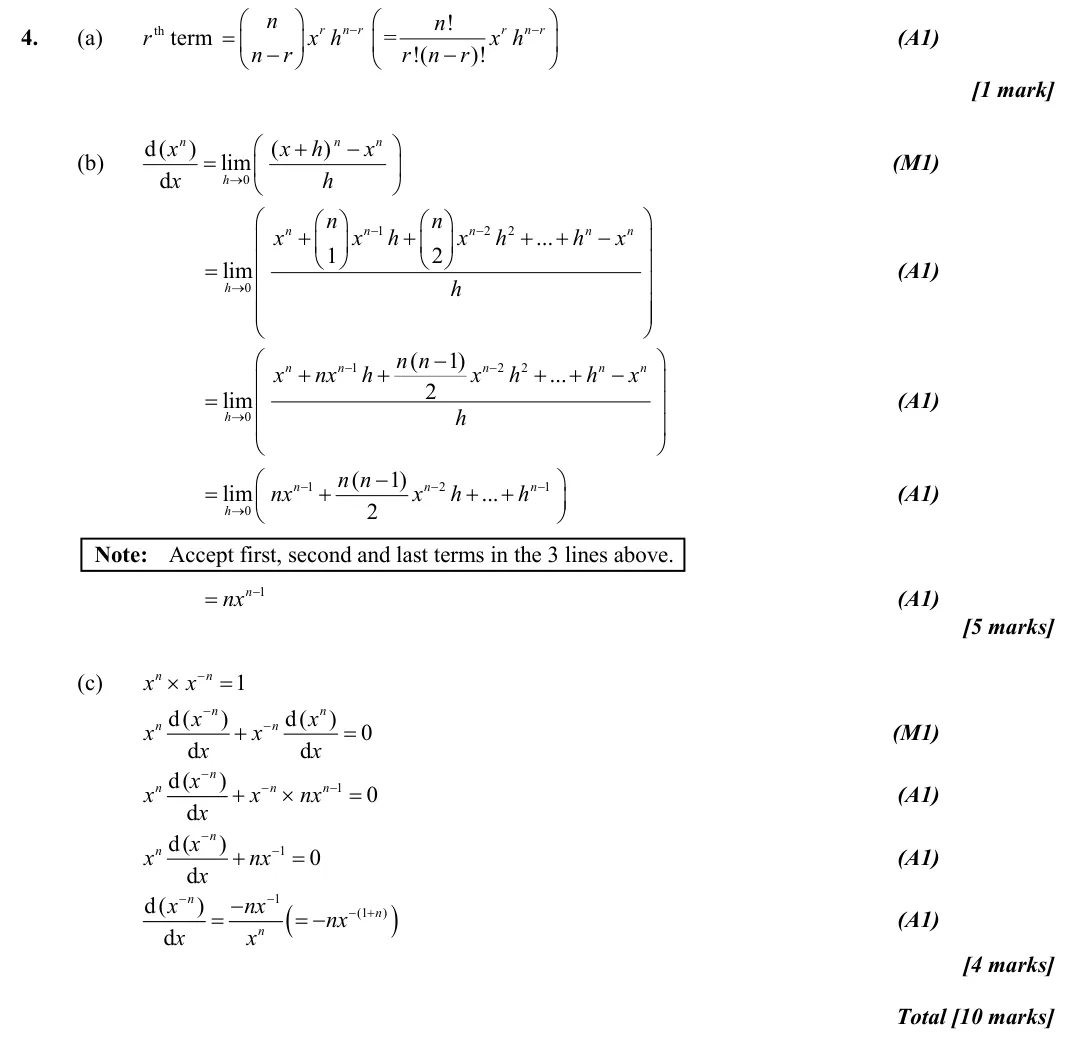 4. (a) r^th term = (n over n−r) x^r h^(n−r) (= n!/(r!(n−r)!) x^r h^(n−r)) (A1)
[1 mark]
(b) d(x^n)/dx = lim_(h→0) (((x+h)^n − x^n)/h) (M1)
= lim_(h→0) ((x^n + (n over 1) x^(n−1) h + (n over 2) x^(n−2) h^2 + ... + h^n − x^n)/h) (A1)
= lim_(h→0) ((x^n + nx^(n−1) h + n(n−1)/2 x^(n−2) h^2 + ... + h^n − x^n)/h) (A1)
= lim_(h→0) (nx^(n−1) + n(n−1)/2 x^(n−2) h + ... + h^(n−1)) (A1)
Note: Accept first, second and last terms in the 3 lines above.
= nx^(n−1) (A1)
[5 marks]
(c) x^n × x^(−n) = 1
x^n d(x^(−n))/dx + x^(−n) d(x^n)/dx = 0 (M1)
x^n d(x^(−n))/dx + x^(−n) × nx^(n−1) = 0 (A1)
x^n d(x^(−n))/dx + nx^(−1) = 0 (A1)
d(x^(−n))/dx = −nx^(−1)/x^n (= −nx^(−(1+n))) (A1)
[4 marks]
Total [10 marks]